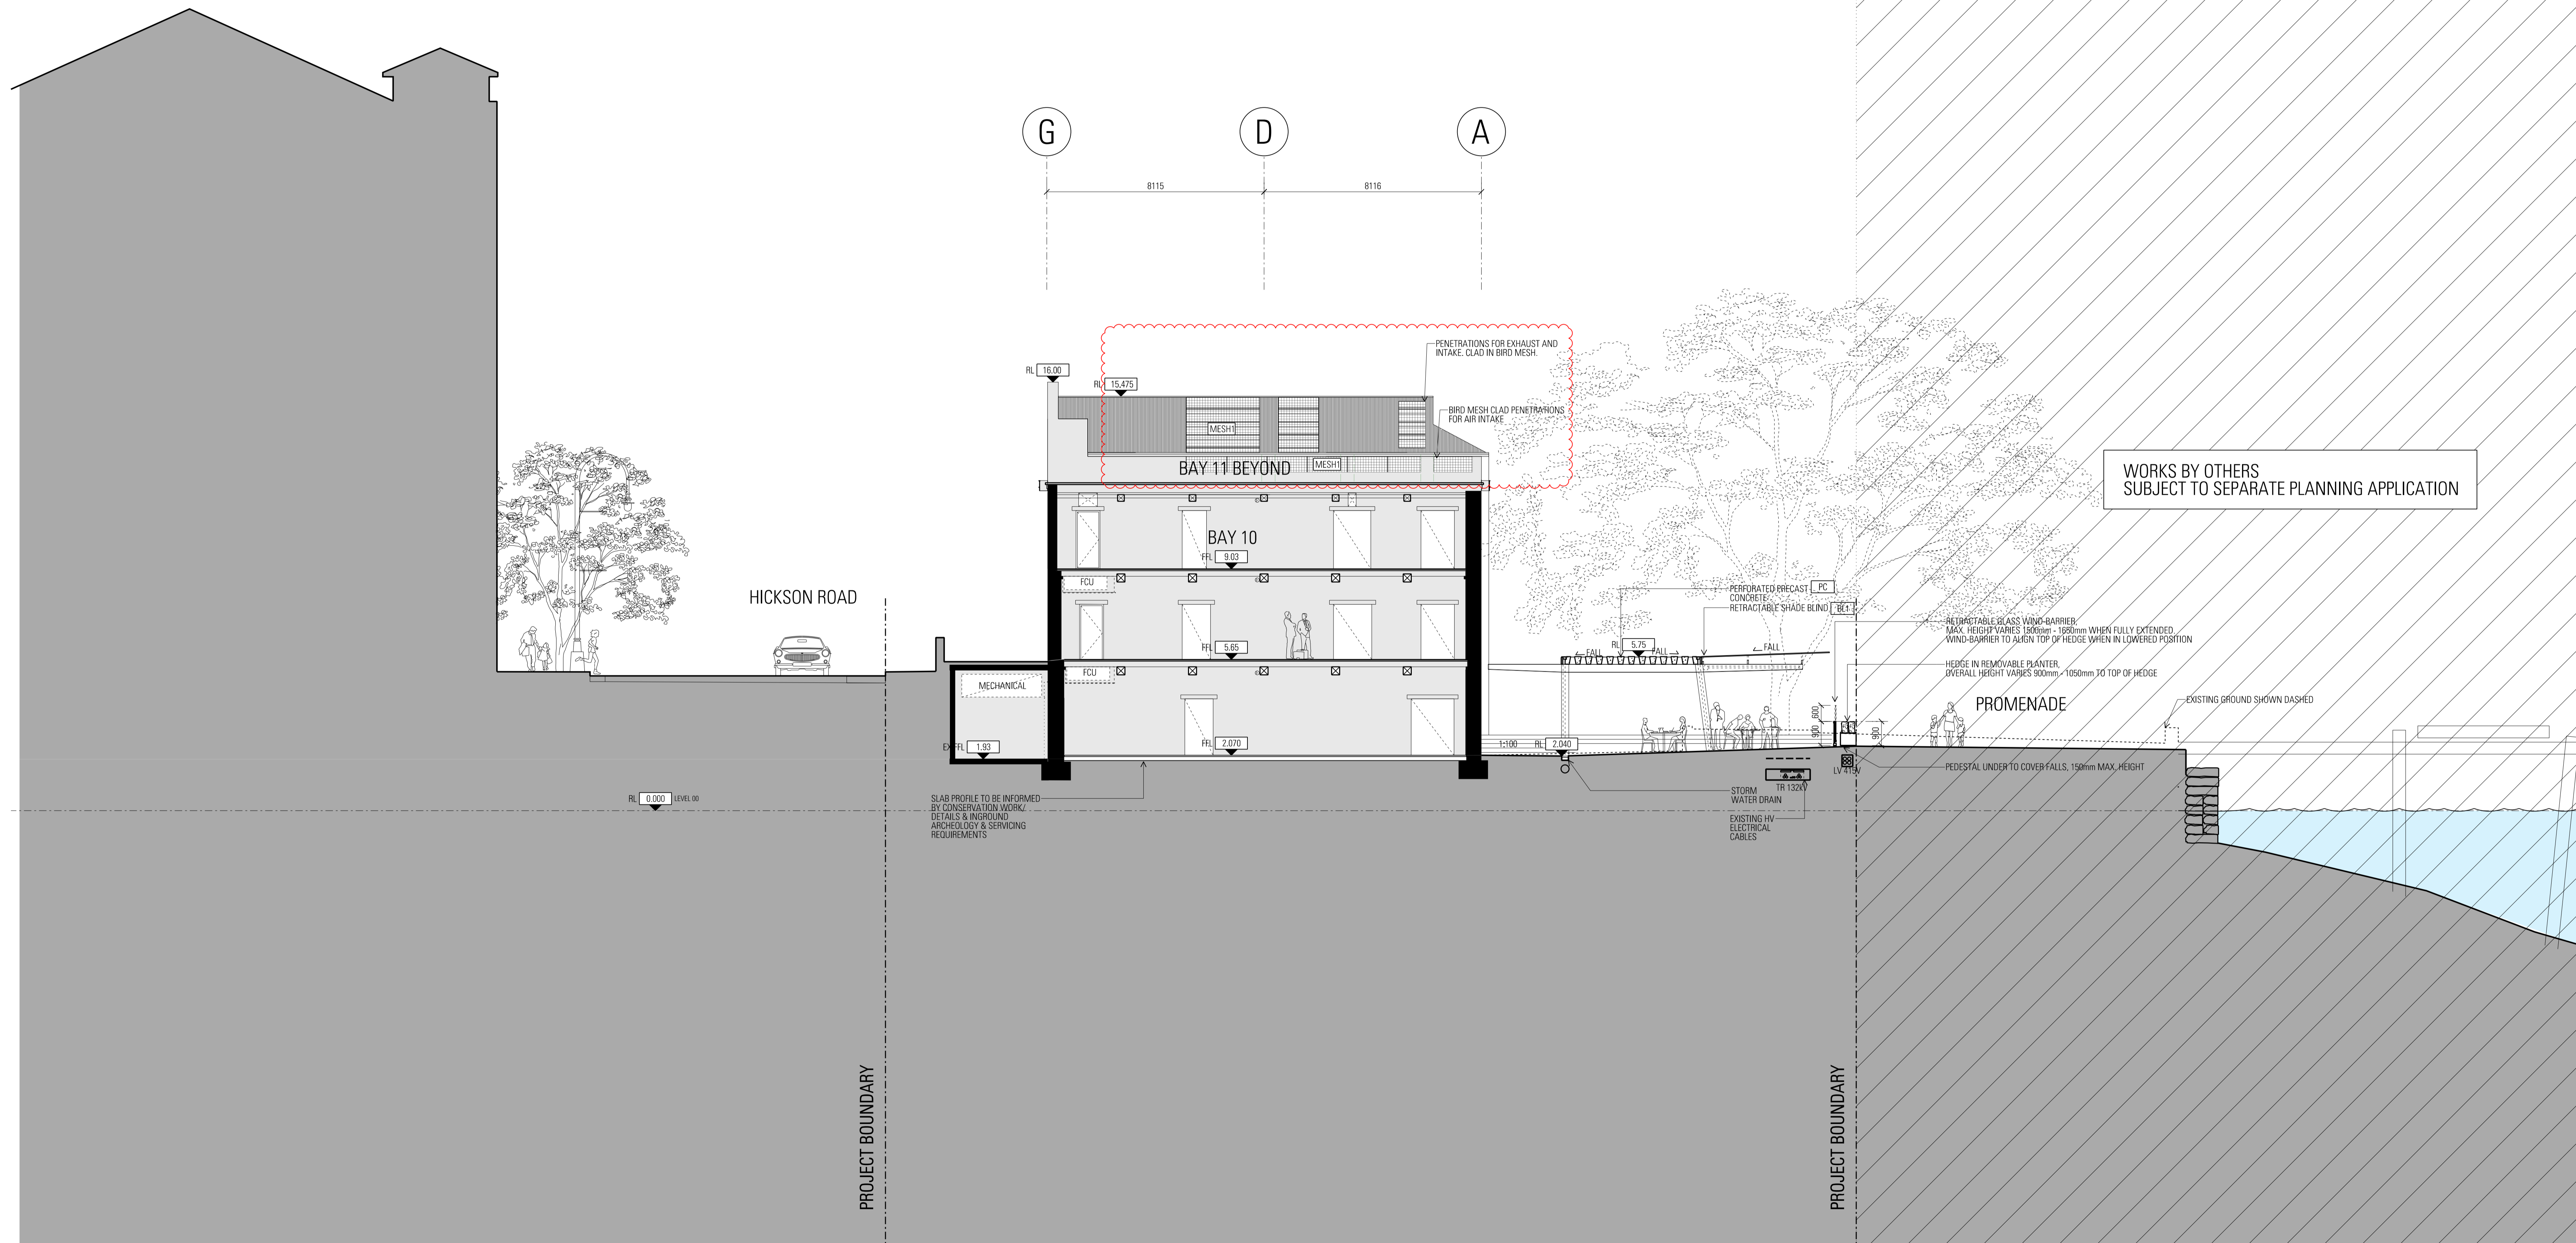 G
D
A
8115
8116
PENETRATIONS FOR EXHAUST AND
INTAKE. CLAD IN BIRD MESH.
RL 16.00
RL 15,475
BIRD MESH CLAD PENETRATIONS
FOR AIR INTAKE
MESH1
BAY 11 BEYOND
MESH1
WORKS BY OTHERS
SUBJECT TO SEPARATE PLANNING APPLICATION
BAY 10
FFL 9.03
FCU
HICKSON ROAD
PERFORATED PRECAST
CONCRETE
PC
RETRACTABLE SHADE BLIND
BL1
RETRACTABLE GLASS WIND-BARRIER,
MAX. HEIGHT VARIES 1500mm - 1650mm WHEN FULLY EXTENDED.
WIND-BARRIER TO ALIGN TOP OF HEDGE WHEN IN LOWERED POSITION
RL 5.75
FALL
FALL
FALL
FFL 5.65
FCU
HEDGE IN REMOVABLE PLANTER,
OVERALL HEIGHT VARIES 900mm - 1050mm TO TOP OF HEDGE
MECHANICAL
PROMENADE
EXISTING GROUND SHOWN DASHED
600
900
900
EX FFL 1.93
FFL 2.070
1:100
RL 2.040
PEDESTAL UNDER TO COVER FALLS, 150mm MAX. HEIGHT
LV 415V
TR 132kV
STORM
WATER DRAIN
EXISTING HV
ELECTRICAL
CABLES
RL 0.000 LEVEL 00
SLAB PROFILE TO BE INFORMED
BY CONSERVATION WORK/
DETAILS & INGROUND
ARCHEOLOGY & SERVICING
REQUIREMENTS
PROJECT BOUNDARY
PROJECT BOUNDARY